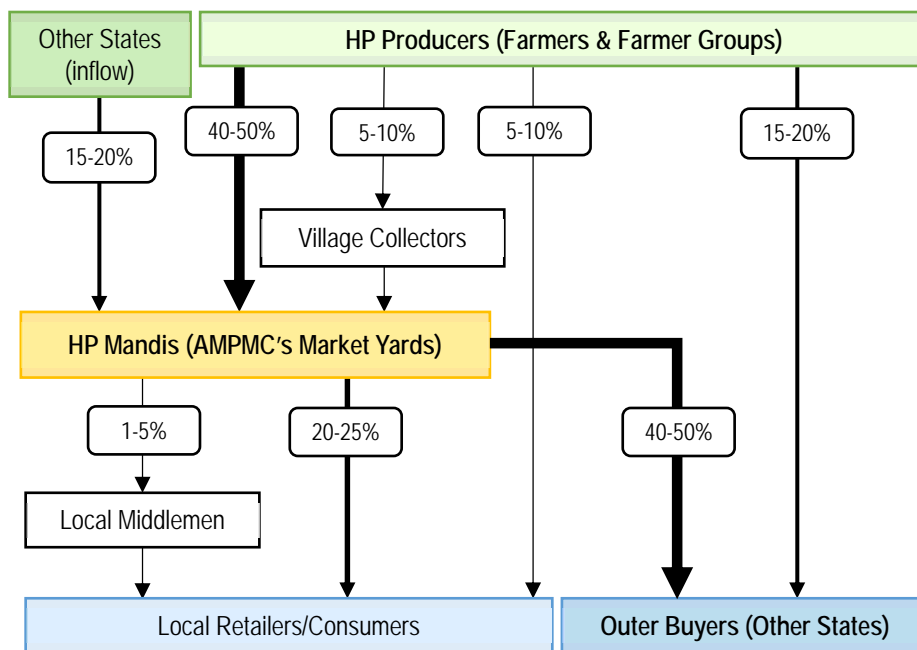 Other States
(inflow)
HP Producers (Farmers & Farmer Groups)
15-20%
40-50%
5-10%
5-10%
15-20%
Village Collectors
HP Mandis (AMPMC's Market Yards)
1-5%
20-25%
40-50%
Local Middlemen
Local Retailers/Consumers
Outer Buyers (Other States)